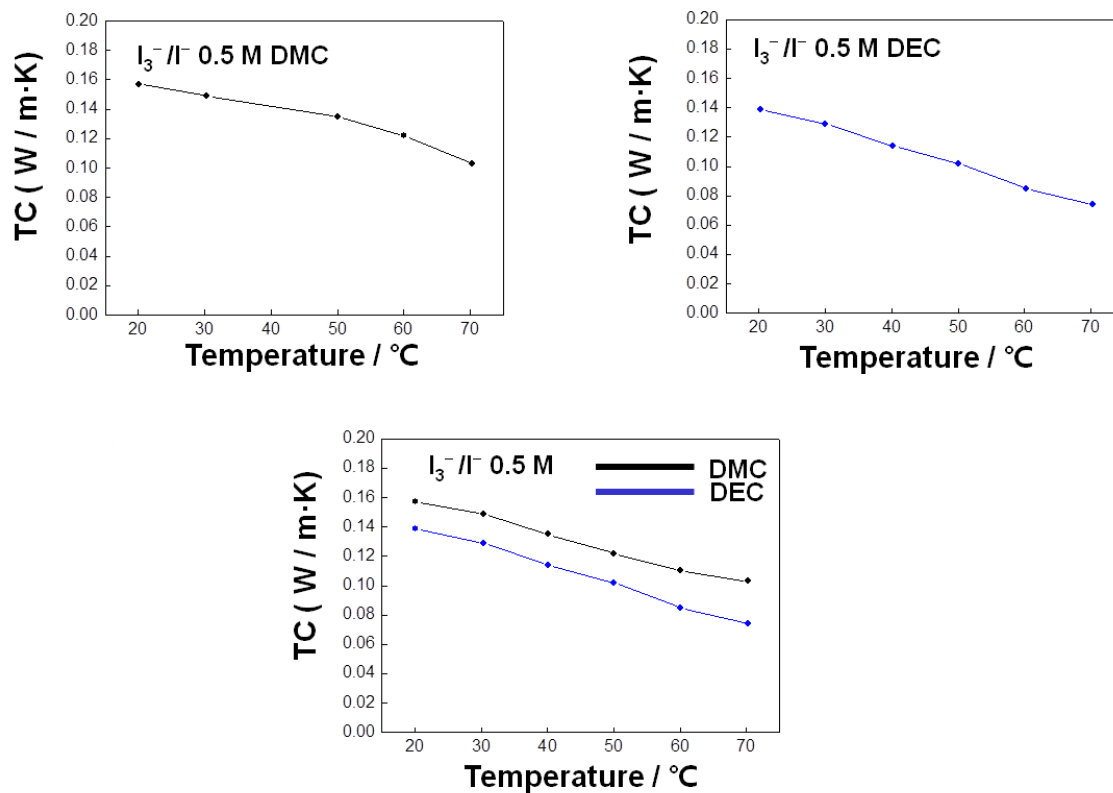 I₃⁻/I⁻ 0.5 M DMC
TC ( W / m·K)
0.20
0.18
0.16
0.14
0.12
0.10
0.08
0.06
0.04
0.02
0.00
20 30 40 50 60 70
Temperature / °C
I₃⁻/I⁻ 0.5 M DEC
TC ( W / m·K)
0.20
0.18
0.16
0.14
0.12
0.10
0.08
0.06
0.04
0.02
0.00
20 30 40 50 60 70
Temperature / °C
I₃⁻/I⁻ 0.5 M
DMC
DEC
TC ( W / m·K)
0.20
0.18
0.16
0.14
0.12
0.10
0.08
0.06
0.04
0.02
0.00
20 30 40 50 60 70
Temperature / °C